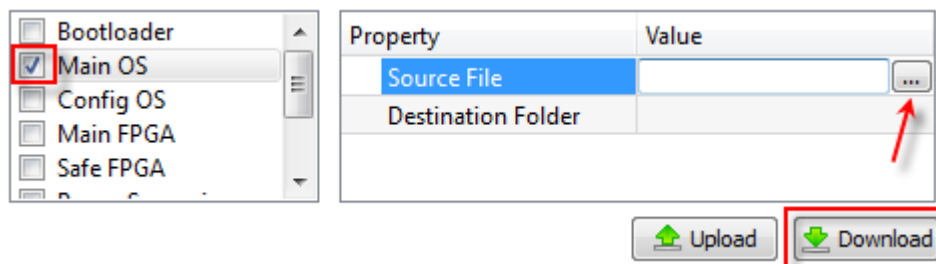 Bootloader
Main OS
Config OS
Main FPGA
Safe FPGA
Property Value
Source File ...
Destination Folder
Upload Download